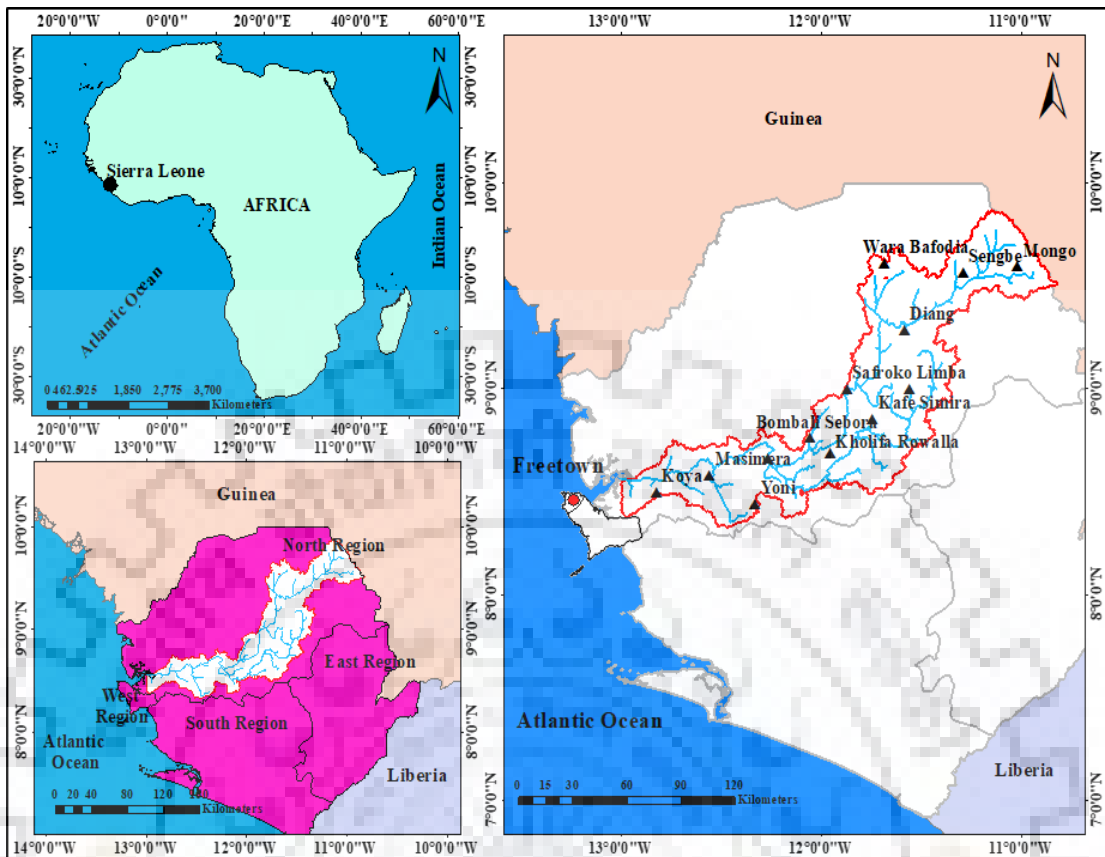 20°0'0"W 0°0'0" 20°0'0"E 40°0'0"E 60°0'0"E
30°0'0"N
10°0'0"N
10°0'0"S
30°0'0"S
N
Sierra Leone
AFRICA
Indian Ocean
Atlantic Ocean
30°0'0"N
10°0'0"N
10°0'0"S
30°0'0"S
0 462.5 925 1,850 2,775 3,700
Kilometers
20°0'0"W 0°0'0" 20°0'0"E 40°0'0"E 60°0'0"E
14°0'0"W 13°0'0"W 12°0'0"W 11°0'0"W 10°0'0"W
10°0'0"N
9°0'0"N
8°0'0"N
Guinea
North Region
East Region
West
Region
South Region
Atlantic
Ocean
Liberia
10°0'0"N
9°0'0"N
8°0'0"N
0 20 40 80 120 160
Kilometers
14°0'0"W 13°0'0"W 12°0'0"W 11°0'0"W 10°0'0"W
13°0'0"W 12°0'0"W 11°0'0"W
N
Guinea
10°0'0"N
9°0'0"N
8°0'0"N
7°0'0"N
Wara Bafodia
Sengbe
Mongo
Diang
Safroko Limba
Kafe Simira
Bombali Sebora
Kholifa Rowalla
Masimera
Freetown
Koya
Yoni
Atlantic Ocean
Liberia
0 15 30 60 90 120
Kilometers
13°0'0"W 12°0'0"W 11°0'0"W